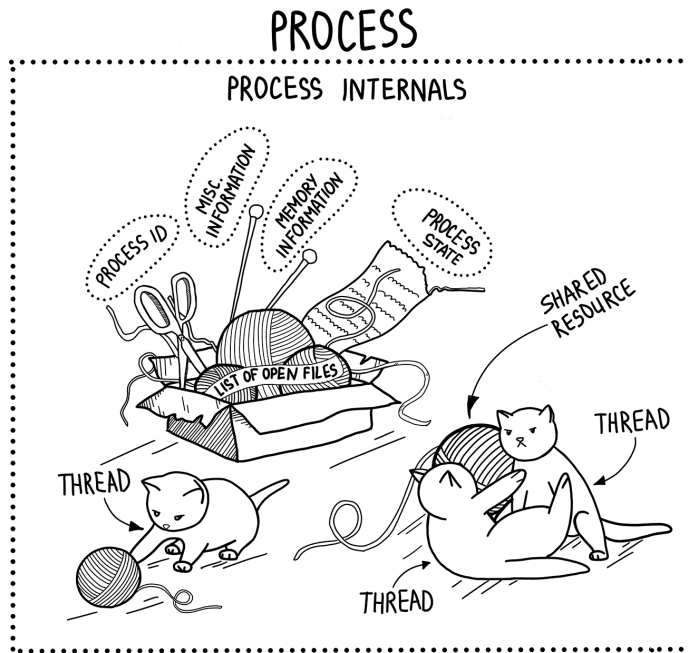 PROCESS
PROCESS INTERNALS
PROCESS ID
MISC.
INFORMATION
MEMORY
INFORMATION
PROCESS
STATE
LIST OF OPEN FILES
SHARED
RESOURCE
THREAD
THREAD
THREAD